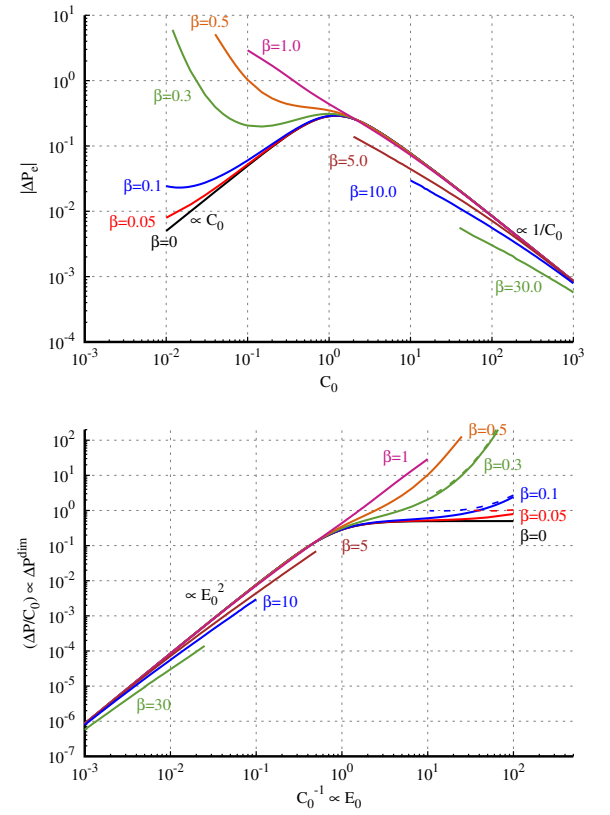 10^1
10^0
10^-1
10^-2
10^-3
10^-4
|ΔP_e|
β=0.5
β=1.0
β=0.3
β=0.1
β=0.05
β=0
∝ C_0
β=5.0
β=10.0
∝ 1/C_0
β=30.0
10^-3 10^-2 10^-1 10^0 10^1 10^2 10^3
C_0
10^2
10^1
10^0
10^-1
10^-2
10^-3
10^-4
10^-5
10^-6
10^-7
(ΔP/C_0) ∝ ΔP^dim
β=0.5
β=1
β=0.3
β=0.1
β=0.05
β=0
β=5
∝ E_0^2
β=10
β=30
10^-3 10^-2 10^-1 10^0 10^1 10^2
C_0^-1 ∝ E_0